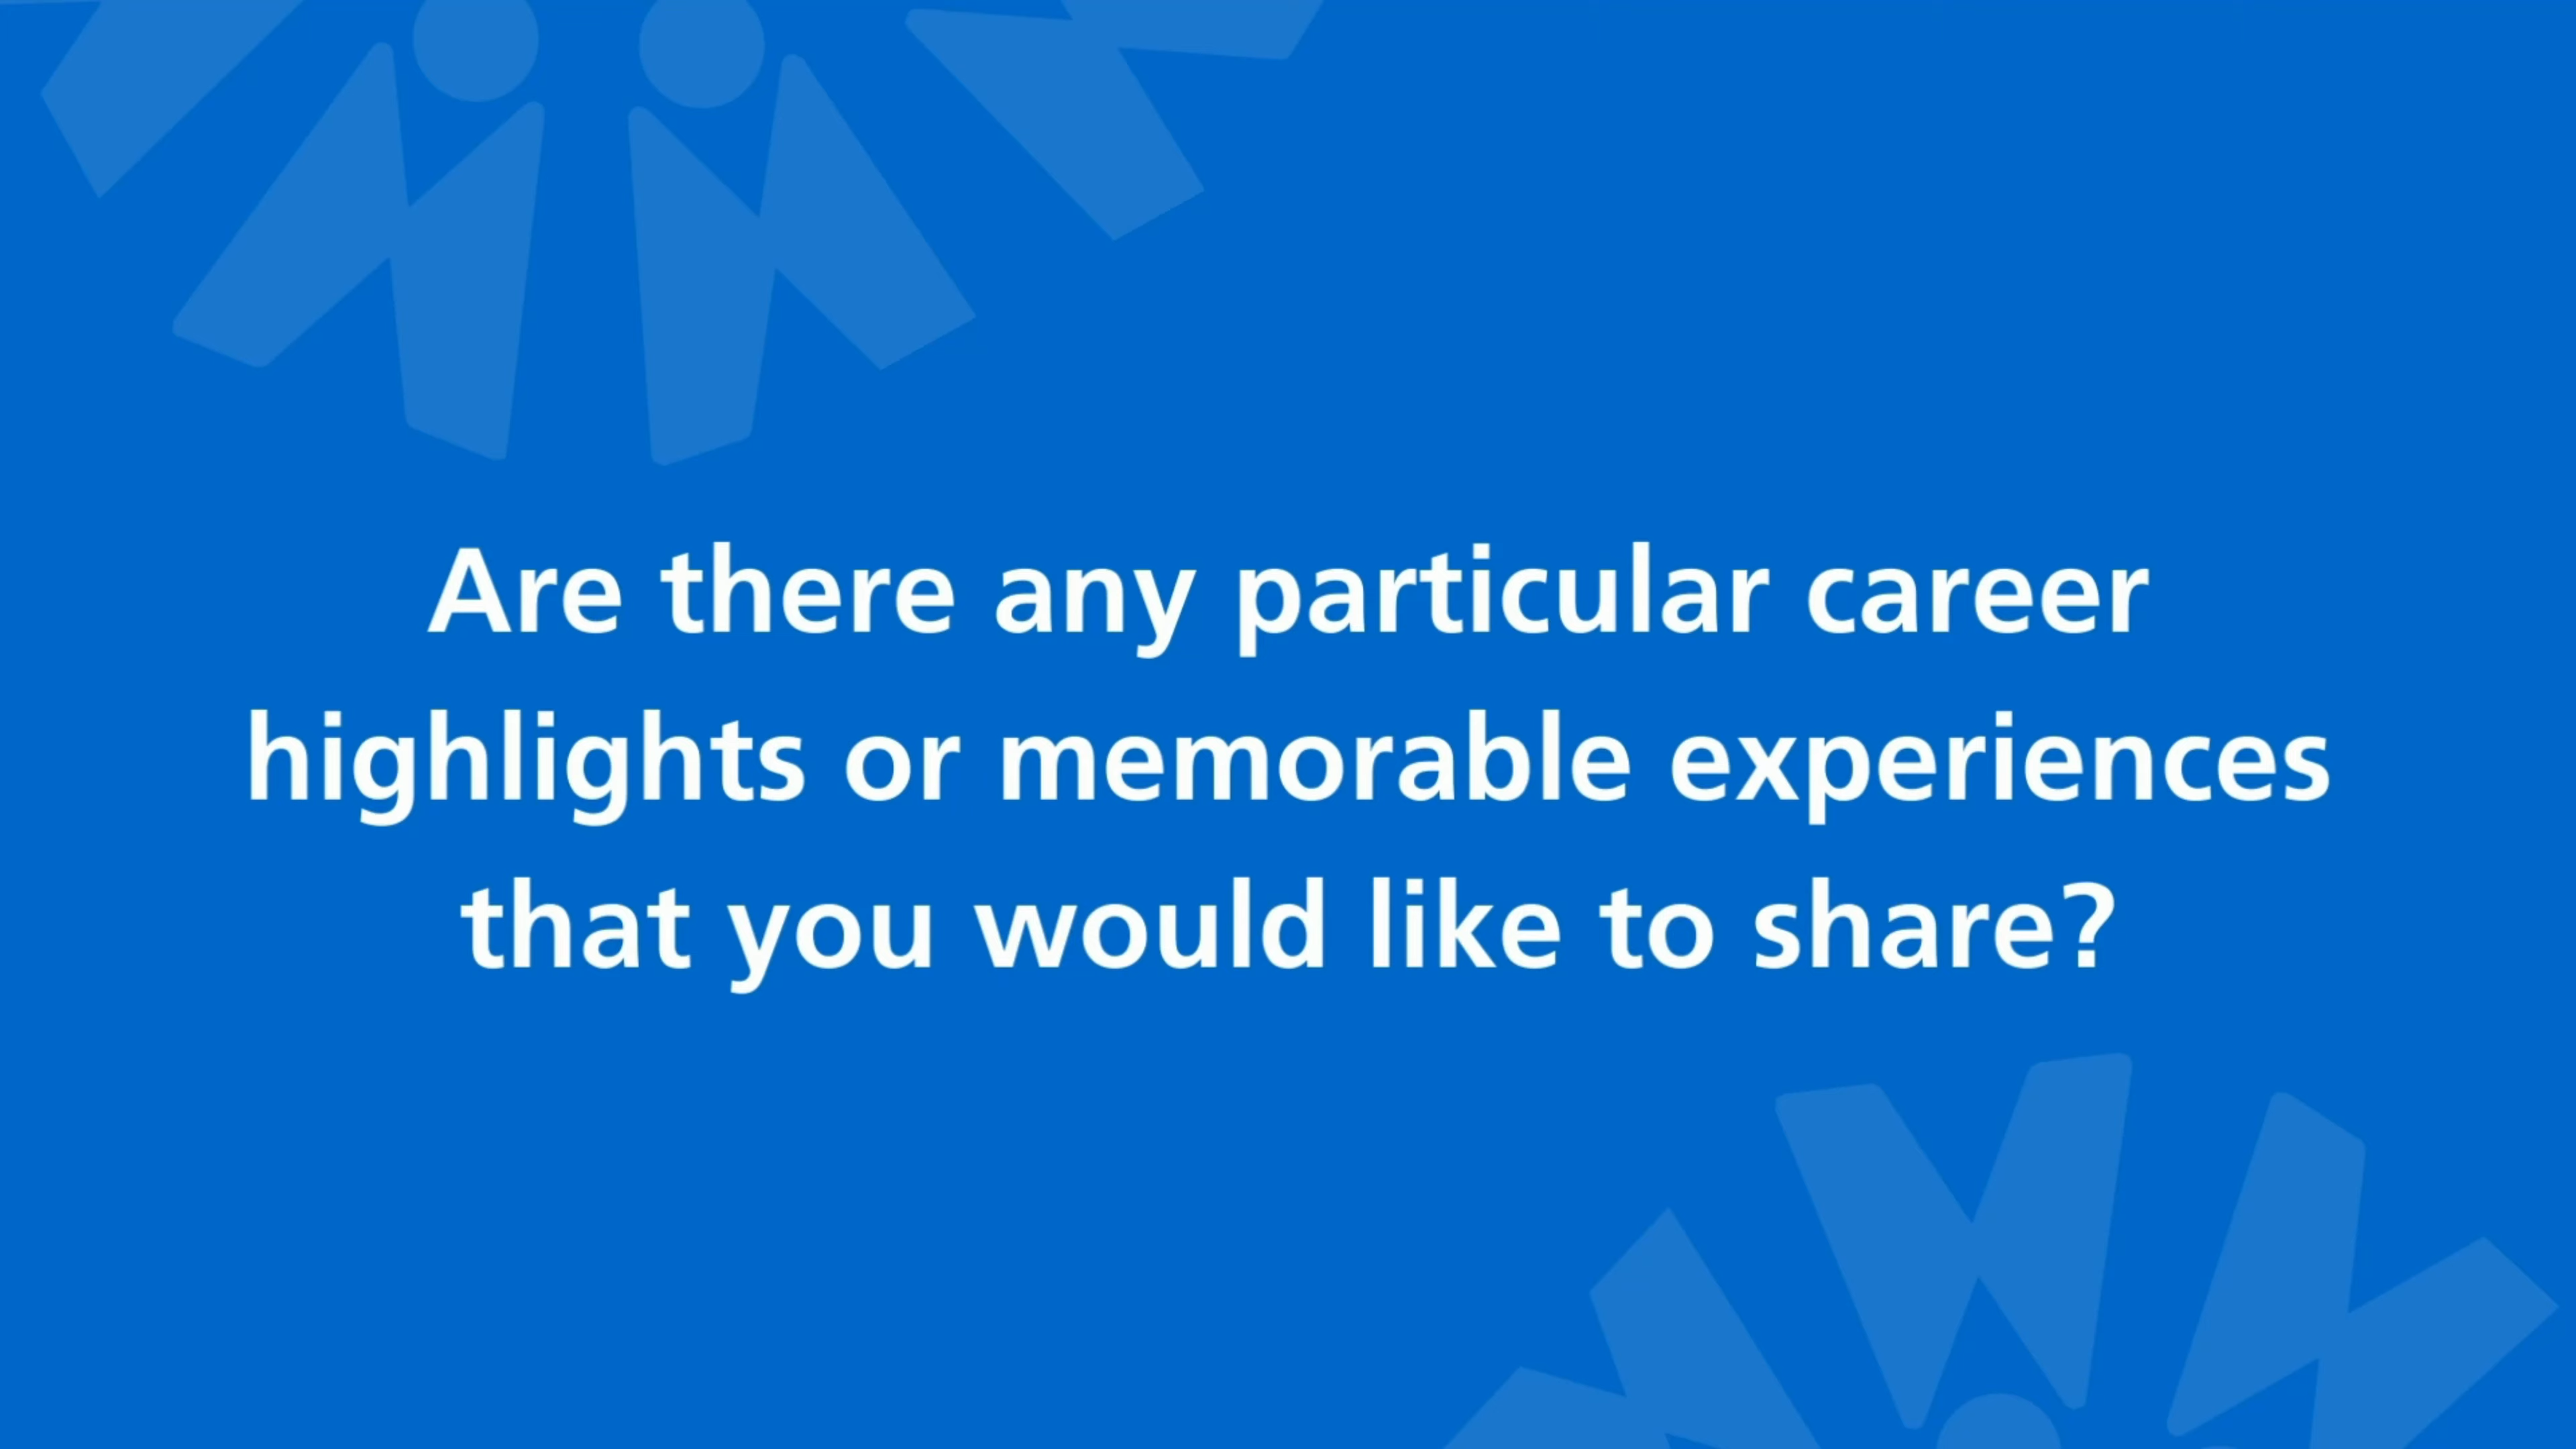 Are there any particular career
highlights or memorable experiences
that you would like to share?